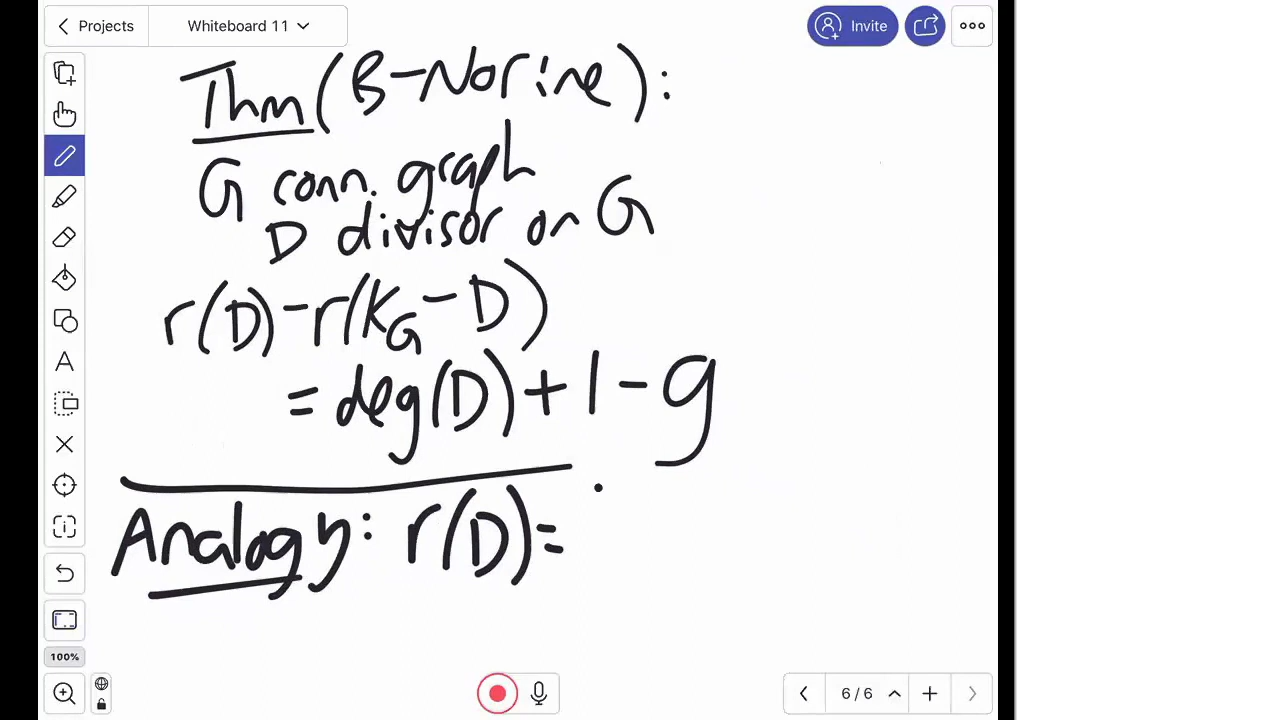 Projects
Whiteboard 11
Invite
Thm (B-Norine):
G conn. graph
D divisor on G
r(D)-r(K_G-D)
= deg(D)+1-g
Analogy: r(D)=
A
100%
6/6